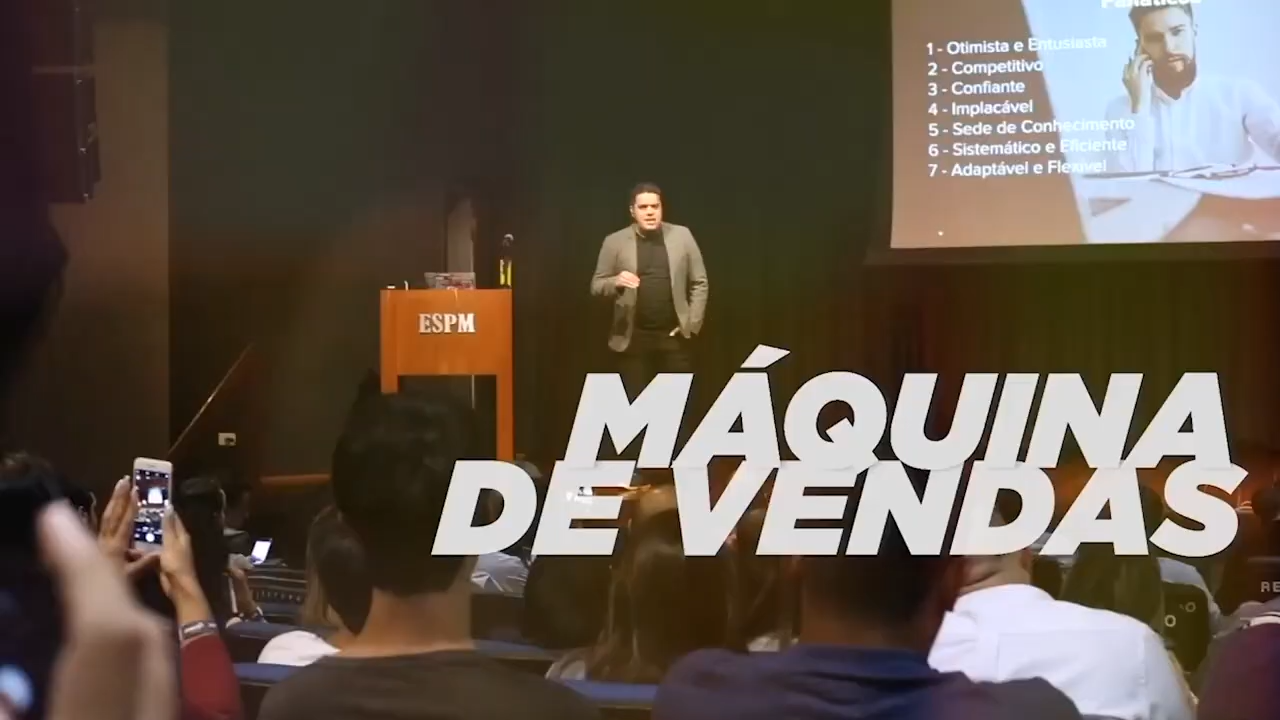 Fanáticos
1 - Otimista e Entusiasta
2 - Competitivo
3 - Confiante
4 - Implacável
5 - Sede de Conhecimento
6 - Sistemático e Eficiente
7 - Adaptável e Flexível
ESPM
MÁQUINA
DE VENDAS